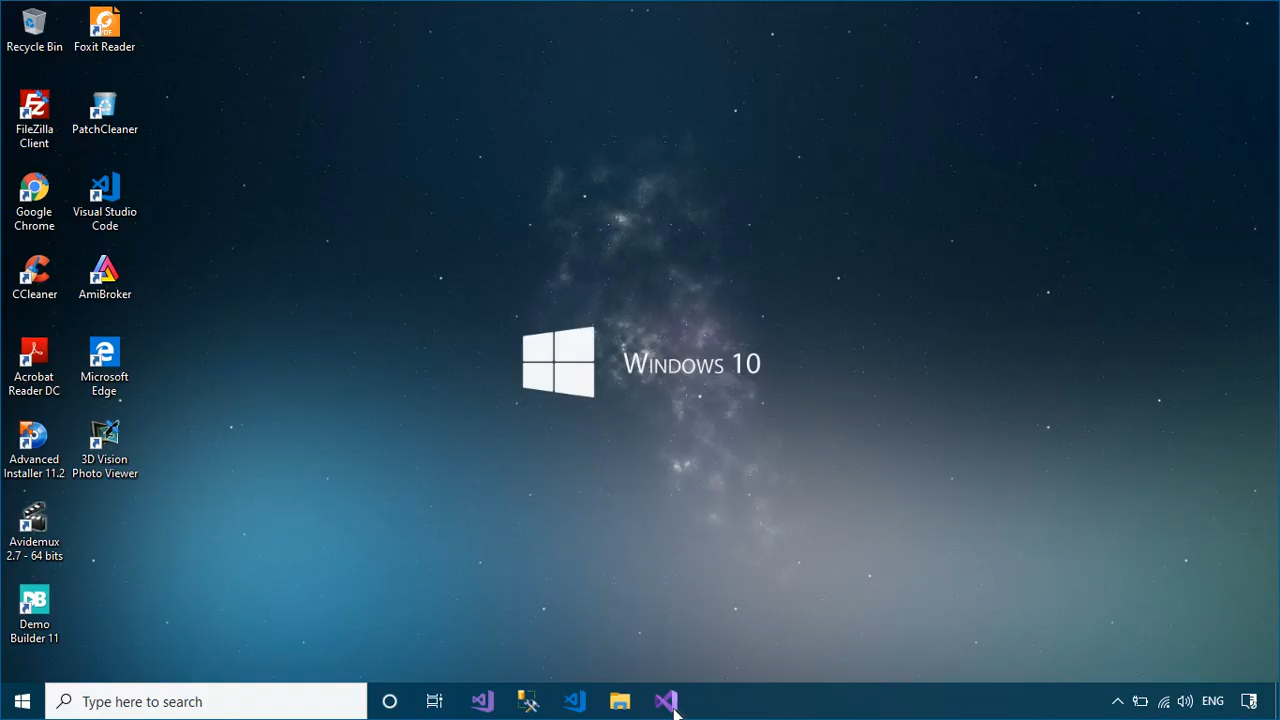 Recycle Bin
Foxit Reader
FileZilla
Client
PatchCleaner
Google
Chrome
Visual Studio
Code
CCleaner
AmiBroker
Acrobat
Reader DC
Microsoft
Edge
Advanced
Installer 11.2
3D Vision
Photo Viewer
Avidemux
2.7 - 64 bits
DB
Demo
Builder 11
Windows 10
Type here to search
ENG